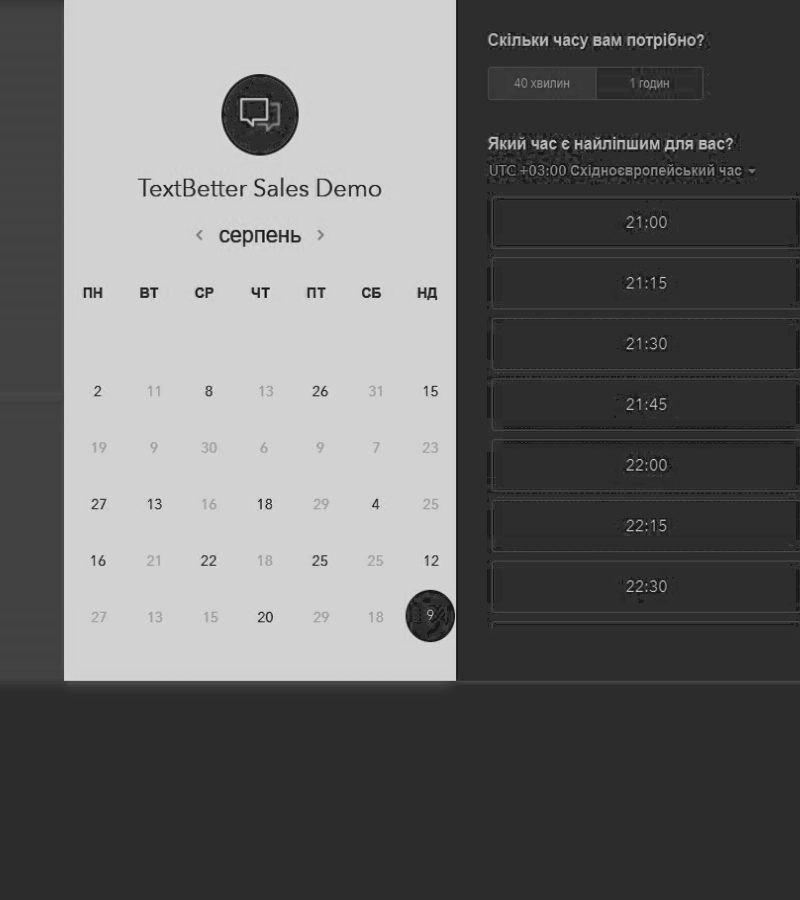 TextBetter Sales Demo
серпень
ПН ВТ СР ЧТ ПТ СБ НД
2 11 8 13 26 31 15
19 9 30 6 9 7 23
27 13 16 18 29 4 25
16 21 22 18 25 25 12
27 13 15 20 29 18 9
Скільки часу вам потрібно?
40 хвилин 1 годин
Який час є найліпшим для вас?
UTC +03:00 Східноєвропейський час
21:00
21:15
21:30
21:45
22:00
22:15
22:30